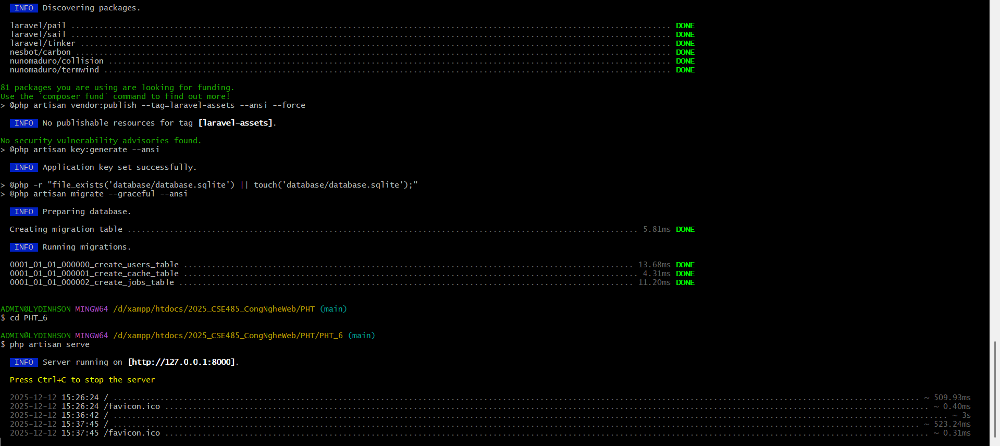 INFO Discovering packages.
laravel/pail ........................................................................................................................ DONE
laravel/sail ........................................................................................................................ DONE
laravel/tinker ...................................................................................................................... DONE
nesbot/carbon ....................................................................................................................... DONE
nunomaduro/collision ................................................................................................................ DONE
nunomaduro/termwind ................................................................................................................. DONE
81 packages you are using are looking for funding.
Use the `composer fund` command to find out more!
> @php artisan vendor:publish --tag=laravel-assets --ansi --force
INFO No publishable resources for tag [laravel-assets].
No security vulnerability advisories found.
> @php artisan key:generate --ansi
INFO Application key set successfully.
> @php -r "file_exists('database/database.sqlite') || touch('database/database.sqlite');"
> @php artisan migrate --graceful --ansi
INFO Preparing database.
Creating migration table ............................................................................................................. 5.81ms DONE
INFO Running migrations.
0001_01_01_000000_create_users_table ................................................................................................ 13.68ms DONE
0001_01_01_000001_create_cache_table ................................................................................................. 4.31ms DONE
0001_01_01_000002_create_jobs_table ................................................................................................. 11.20ms DONE
ADMIN@LYDINHSON MINGW64 /d/xampp/htdocs/2025_CSE485_CongNgheWeb/PHT (main)
$ cd PHT_6
ADMIN@LYDINHSON MINGW64 /d/xampp/htdocs/2025_CSE485_CongNgheWeb/PHT/PHT_6 (main)
$ php artisan serve
INFO Server running on [http://127.0.0.1:8000].
Press Ctrl+C to stop the server
2025-12-12 15:26:24 / ............................................................................................................... ~ 509.93ms
2025-12-12 15:26:24 /favicon.ico .................................................................................................... ~ 0.40ms
2025-12-12 15:36:42 / ............................................................................................................... ~ 3s
2025-12-12 15:37:45 / ............................................................................................................... ~ 523.24ms
2025-12-12 15:37:45 /favicon.ico .................................................................................................... ~ 0.31ms